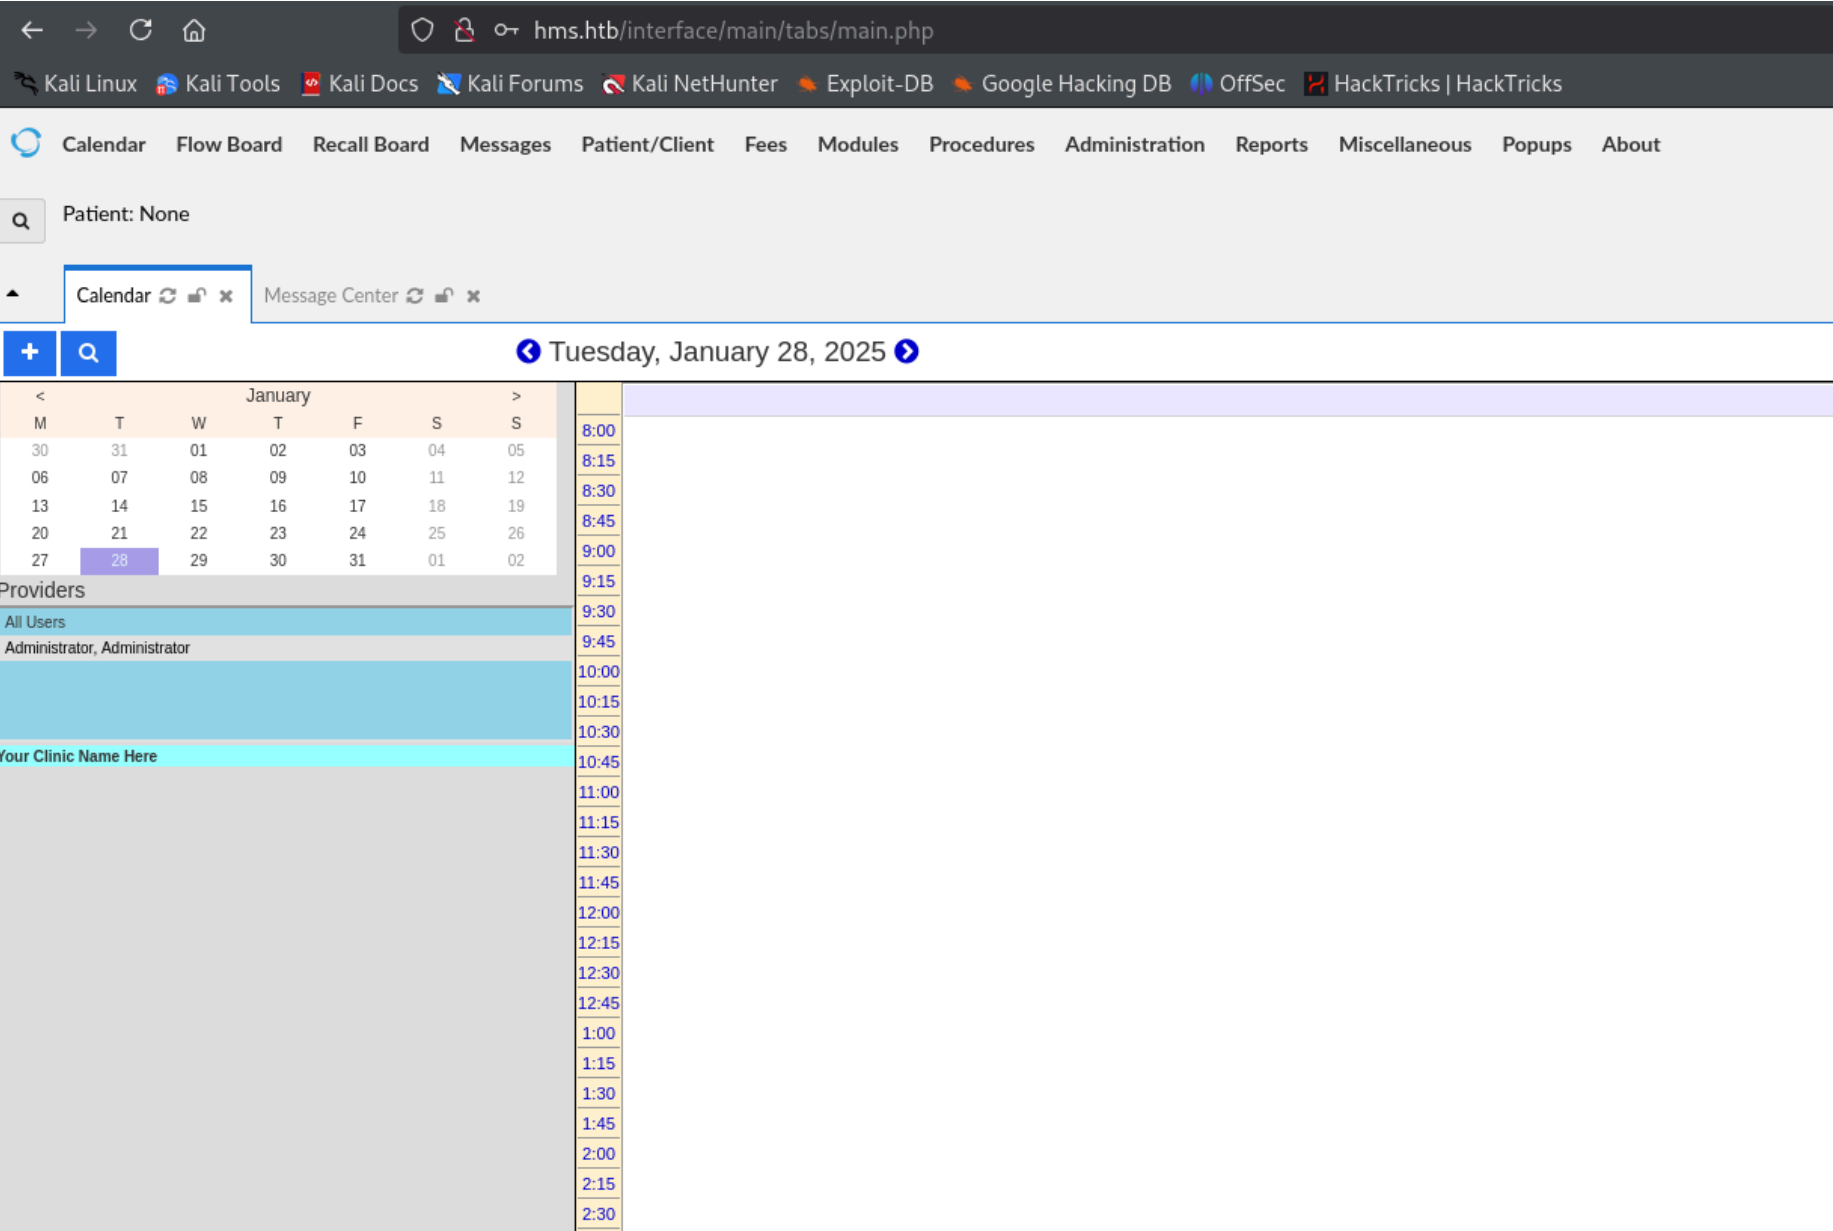 hms.htb/interface/main/tabs/main.php
Kali Linux Kali Tools Kali Docs Kali Forums Kali NetHunter Exploit-DB Google Hacking DB OffSec HackTricks | HackTricks
Calendar Flow Board Recall Board Messages Patient/Client Fees Modules Procedures Administration Reports Miscellaneous Popups About
Patient: None
Calendar Message Center
Tuesday, January 28, 2025
< January >
M T W T F S S
30 31 01 02 03 04 05
06 07 08 09 10 11 12
13 14 15 16 17 18 19
20 21 22 23 24 25 26
27 28 29 30 31 01 02
Providers
All Users
Administrator, Administrator
Your Clinic Name Here
8:00
8:15
8:30
8:45
9:00
9:15
9:30
9:45
10:00
10:15
10:30
10:45
11:00
11:15
11:30
11:45
12:00
12:15
12:30
12:45
1:00
1:15
1:30
1:45
2:00
2:15
2:30